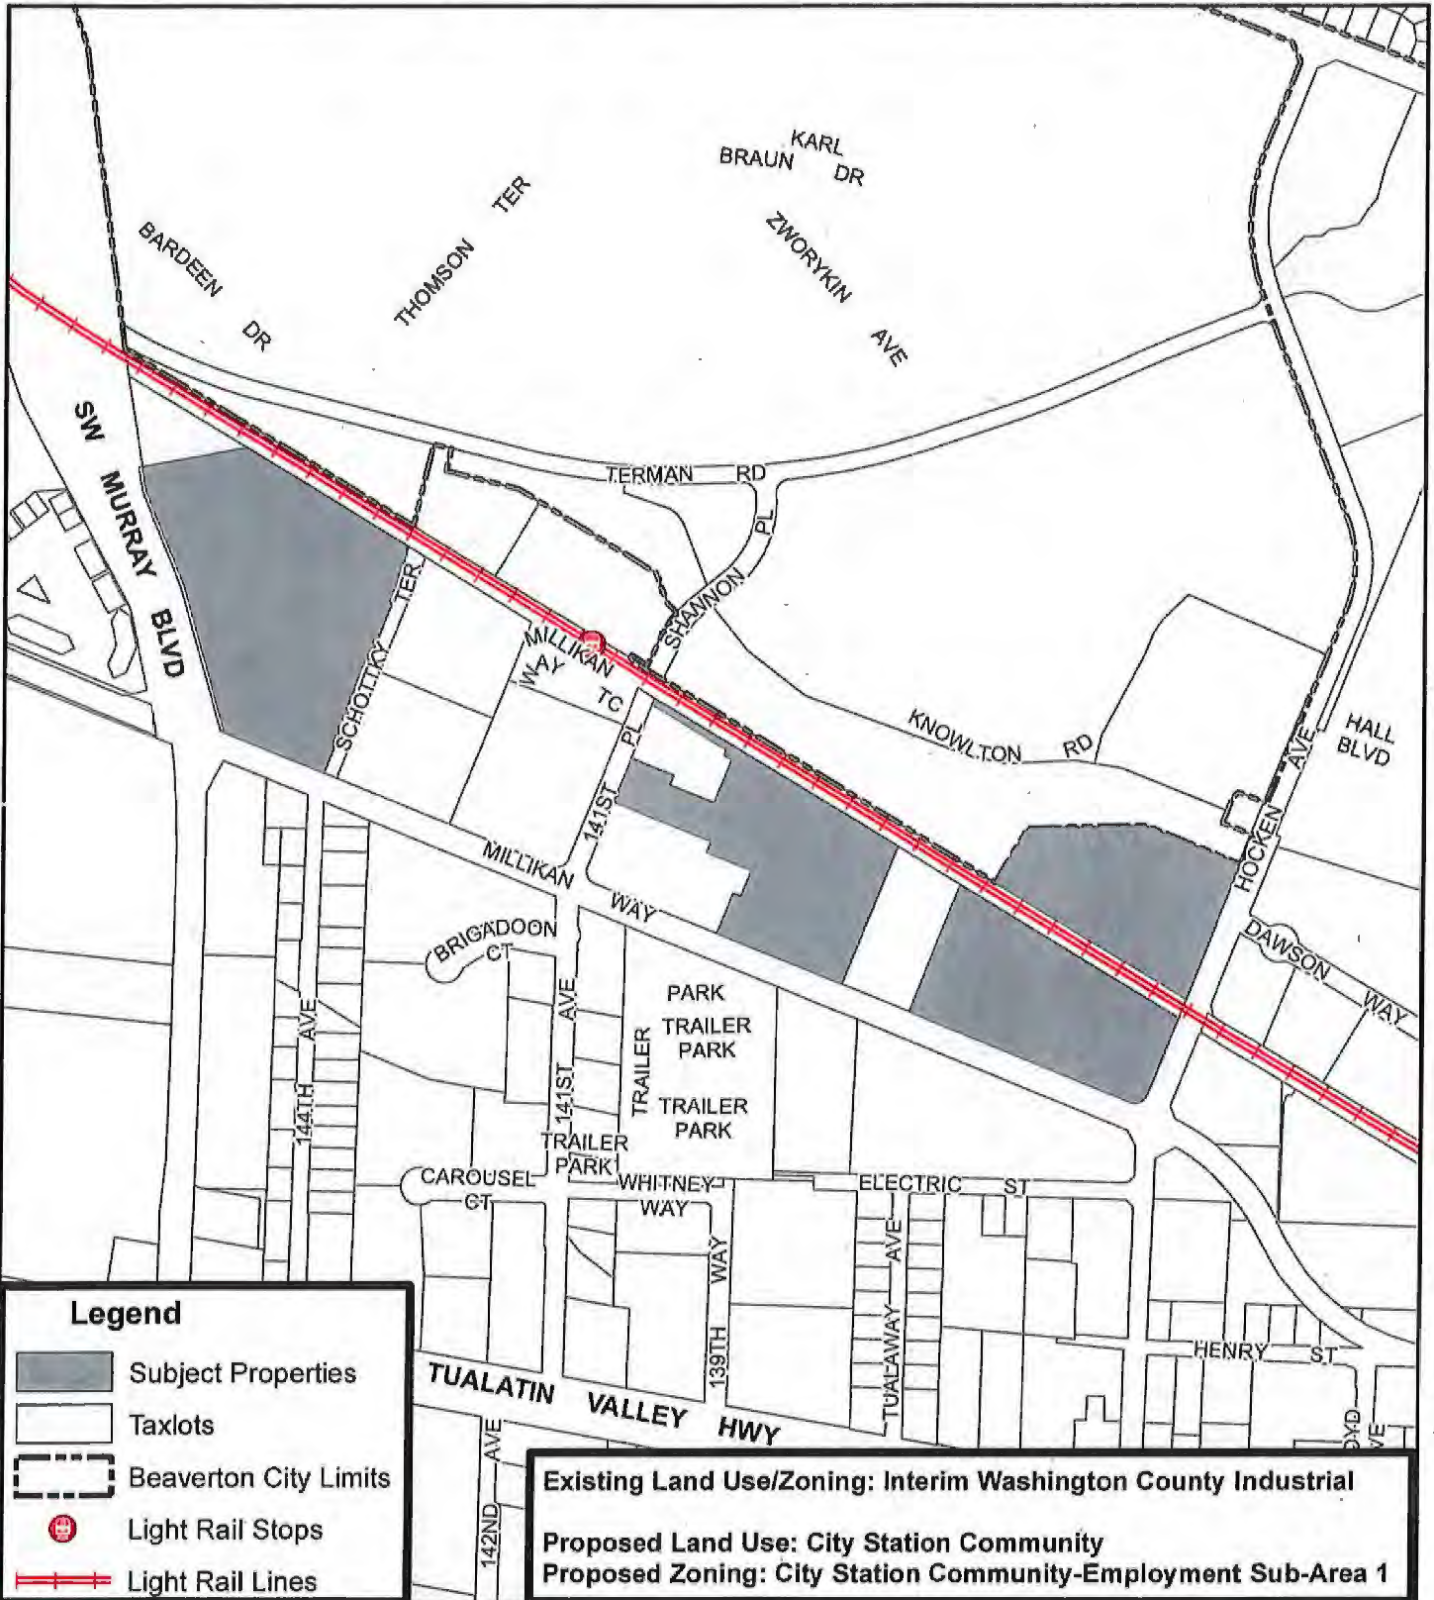 KARL
BRAUN DR
THOMSON TER
BARDEEN DR
ZWORYKIN AVE
SW MURRAY BLVD
TERMAN RD
SHANNON PL
SCHOTTKY TER
MILLIKAN
WAY
TC
PL
141ST
KNOWLTON RD
HALL
BLVD
HOCKEN AVE
MILLIKAN WAY
DAWSON WAY
BRIGADOON
CT
144TH AVE
141ST AVE
PARK
TRAILER
PARK
TRAILER
TRAILER
PARK
TRAILER
PARK
CAROUSEL
CT
WHITNEY
WAY
ELECTRIC ST
139TH WAY
TUALAWAY AVE
HENRY ST
TUALATIN VALLEY HWY
142ND AVE
OYD
VE
Legend
Subject Properties
Taxlots
Beaverton City Limits
Light Rail Stops
Light Rail Lines
Existing Land Use/Zoning: Interim Washington County Industrial
Proposed Land Use: City Station Community
Proposed Zoning: City Station Community-Employment Sub-Area 1